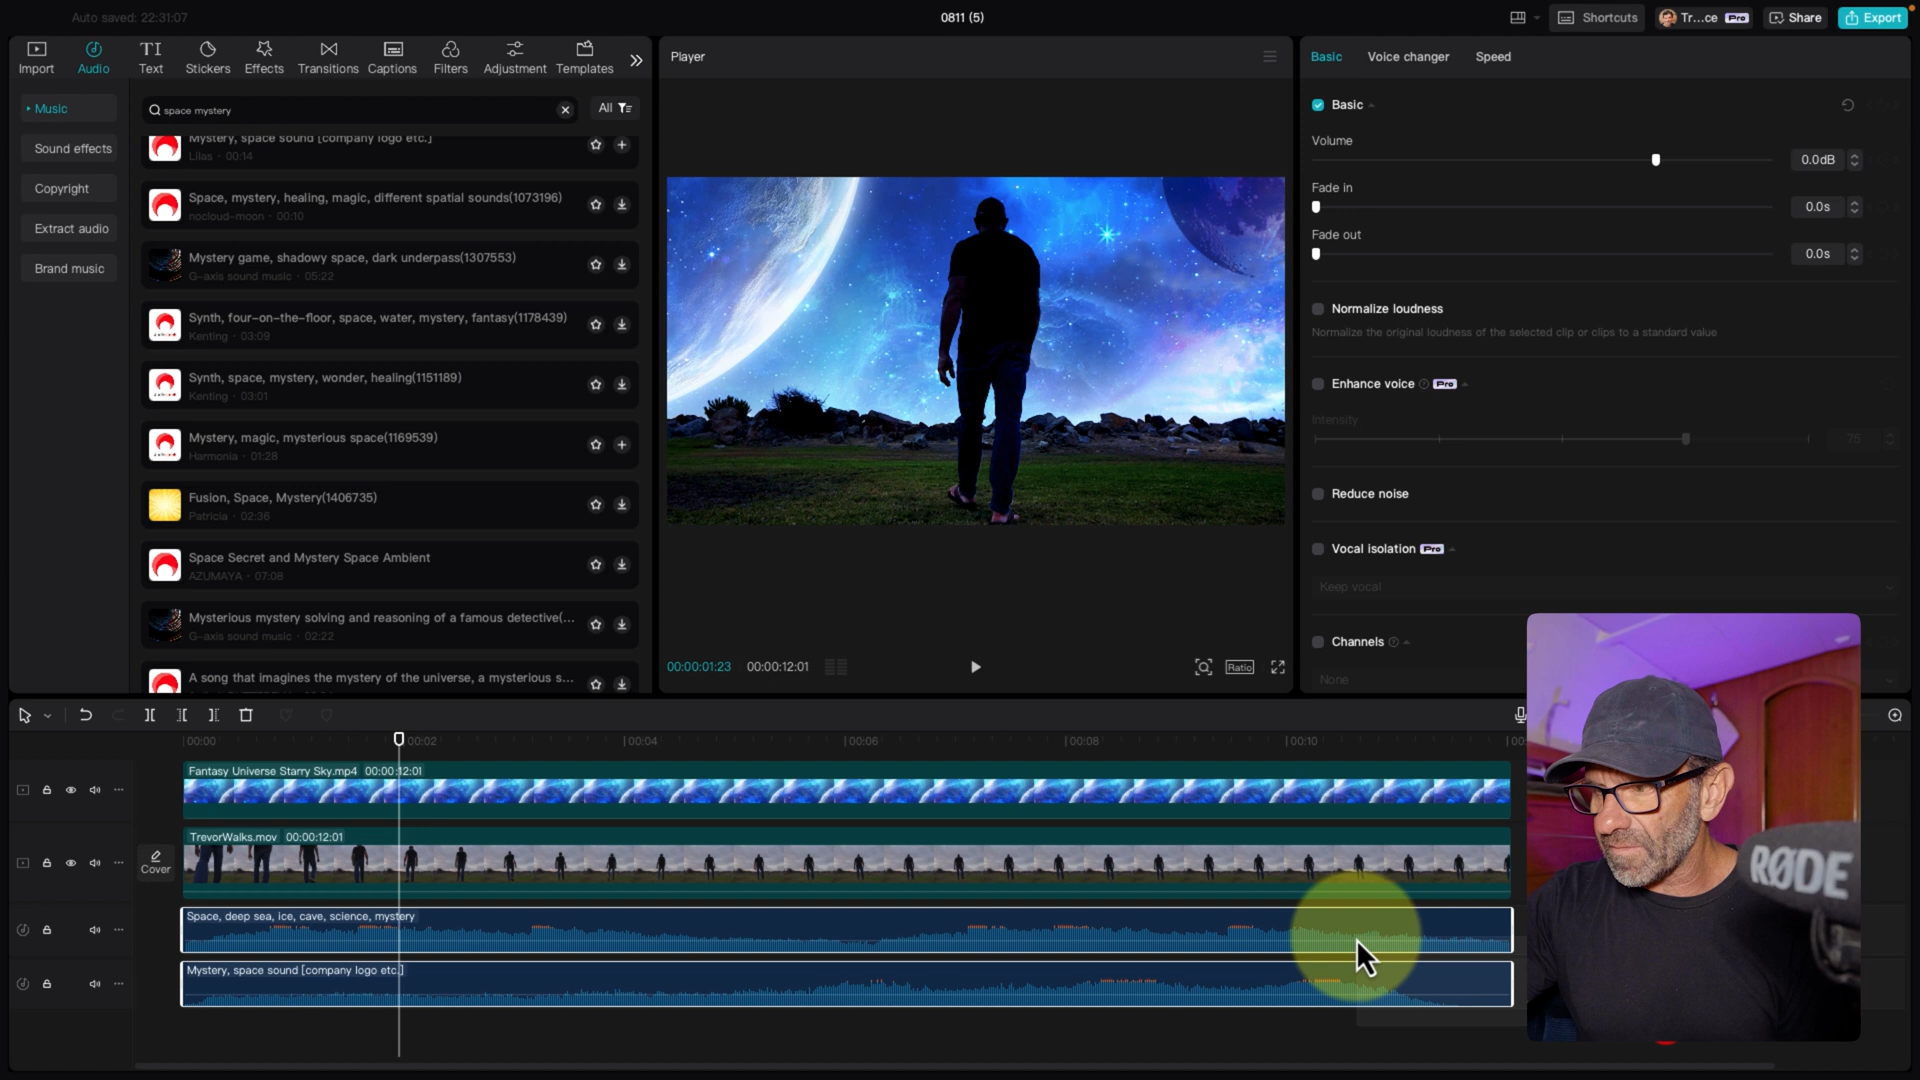 Auto saved: 22:31:07
0811 (5)
Shortcuts
Tr...ce
Pro
Share
Export
Import
Audio
TI
Text
Stickers
Effects
Transitions
Captions
Filters
Adjustment
Templates
Music
Sound effects
Copyright
Extract audio
Brand music
space mystery
All
Mystery, space sound [company logo etc.]
Lilas · 00:14
Space, mystery, healing, magic, different spatial sounds(1073196)
nocloud-moon · 00:10
Mystery game, shadowy space, dark underpass(1307553)
G-axis sound music · 05:22
Synth, four-on-the-floor, space, water, mystery, fantasy(1178439)
Kenting · 03:09
Synth, space, mystery, wonder, healing(1151189)
Kenting · 03:01
Mystery, magic, mysterious space(1169539)
Harmonia · 01:28
Fusion, Space, Mystery(1406735)
Patricia · 02:36
Space Secret and Mystery Space Ambient
AZUMAYA · 07:08
Mysterious mystery solving and reasoning of a famous detective(...
G-axis sound music · 02:22
A song that imagines the mystery of the universe, a mysterious s...
Player
00:00:01:23
00:00:12:01
Ratio
Basic
Voice changer
Speed
Basic
Volume
0.0dB
Fade in
0.0s
Fade out
0.0s
Normalize loudness
Normalize the original loudness of the selected clip or clips to a standard value
Enhance voice
Pro
Intensity
75
Reduce noise
Vocal isolation
Pro
Keep vocal
Channels
None
00:00
00:02
00:04
00:06
00:08
00:10
Fantasy Universe Starry Sky.mp4 00:00:12:01
Cover
TrevorWalks.mov 00:00:12:01
Space, deep sea, ice, cave, science, mystery
Mystery, space sound [company logo etc.]
RØDE